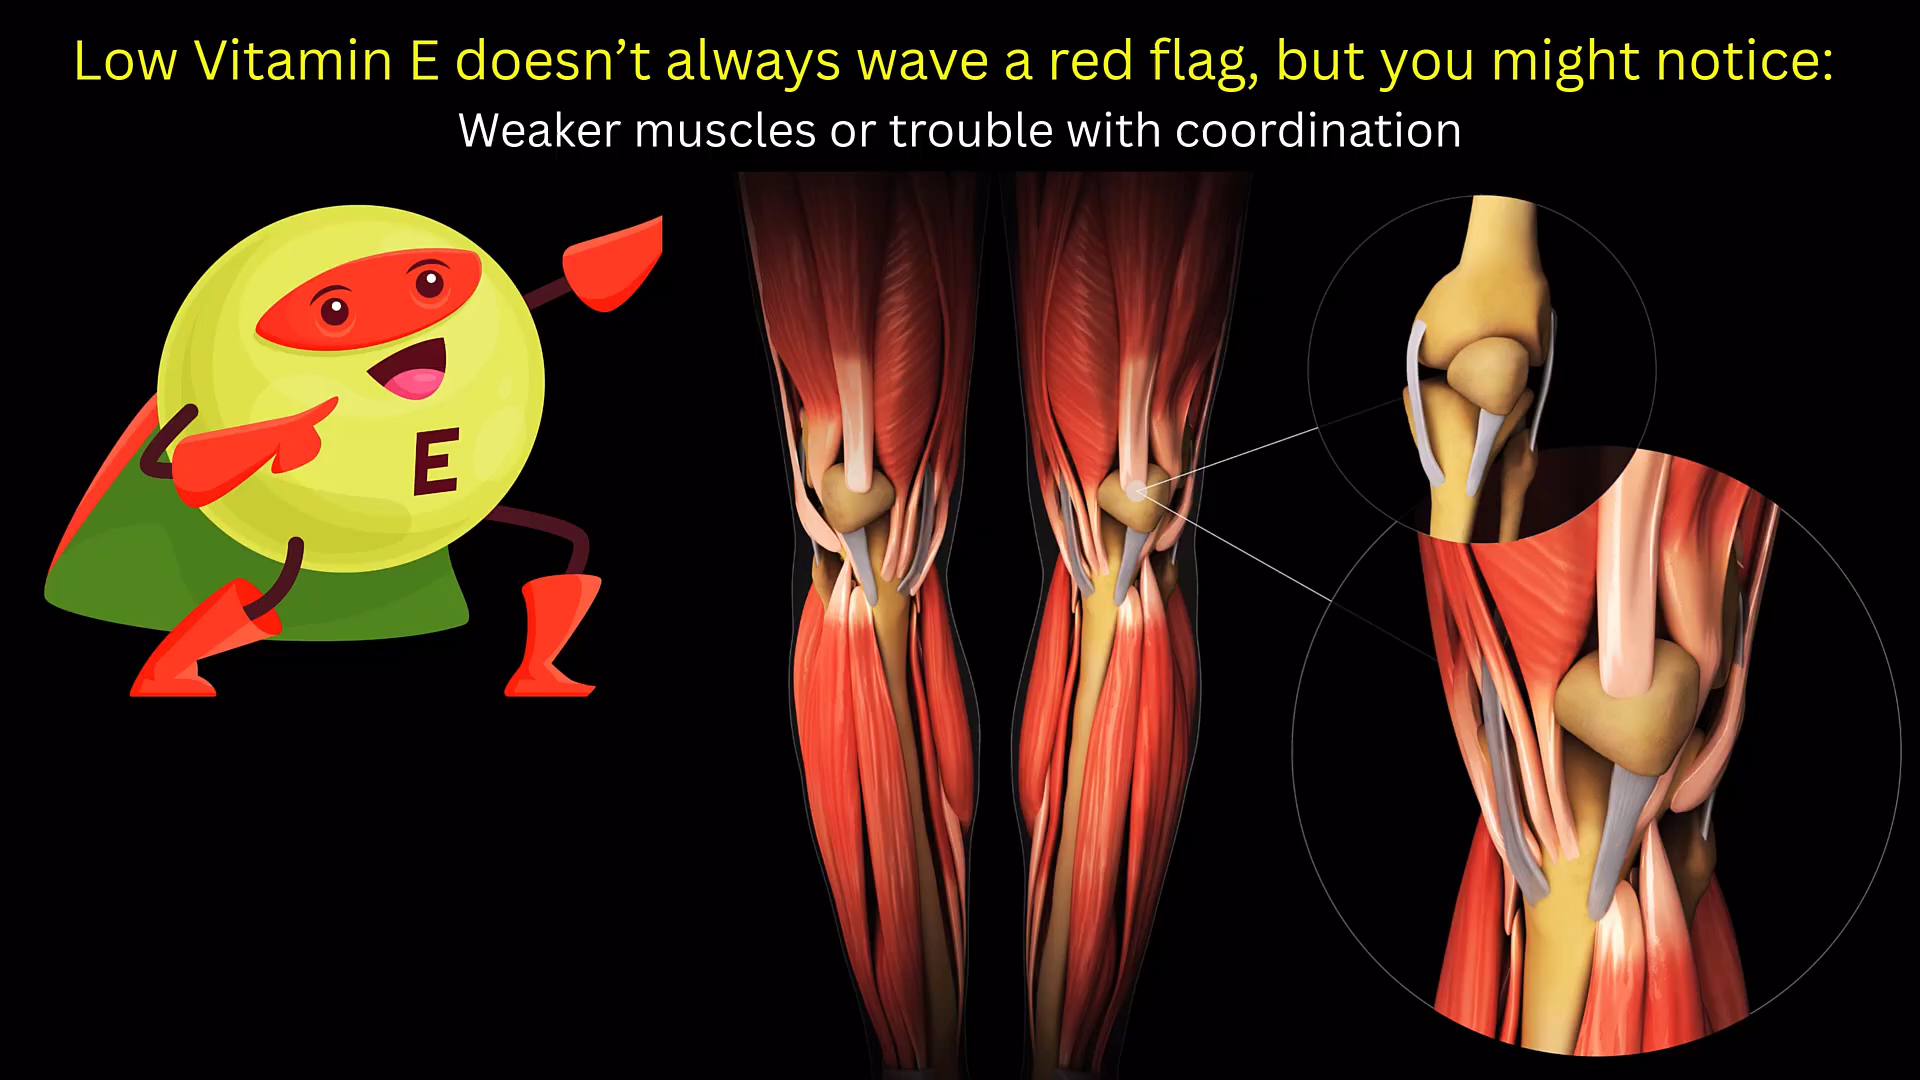 Low Vitamin E doesn’t always wave a red flag, but you might notice:
Weaker muscles or trouble with coordination
E